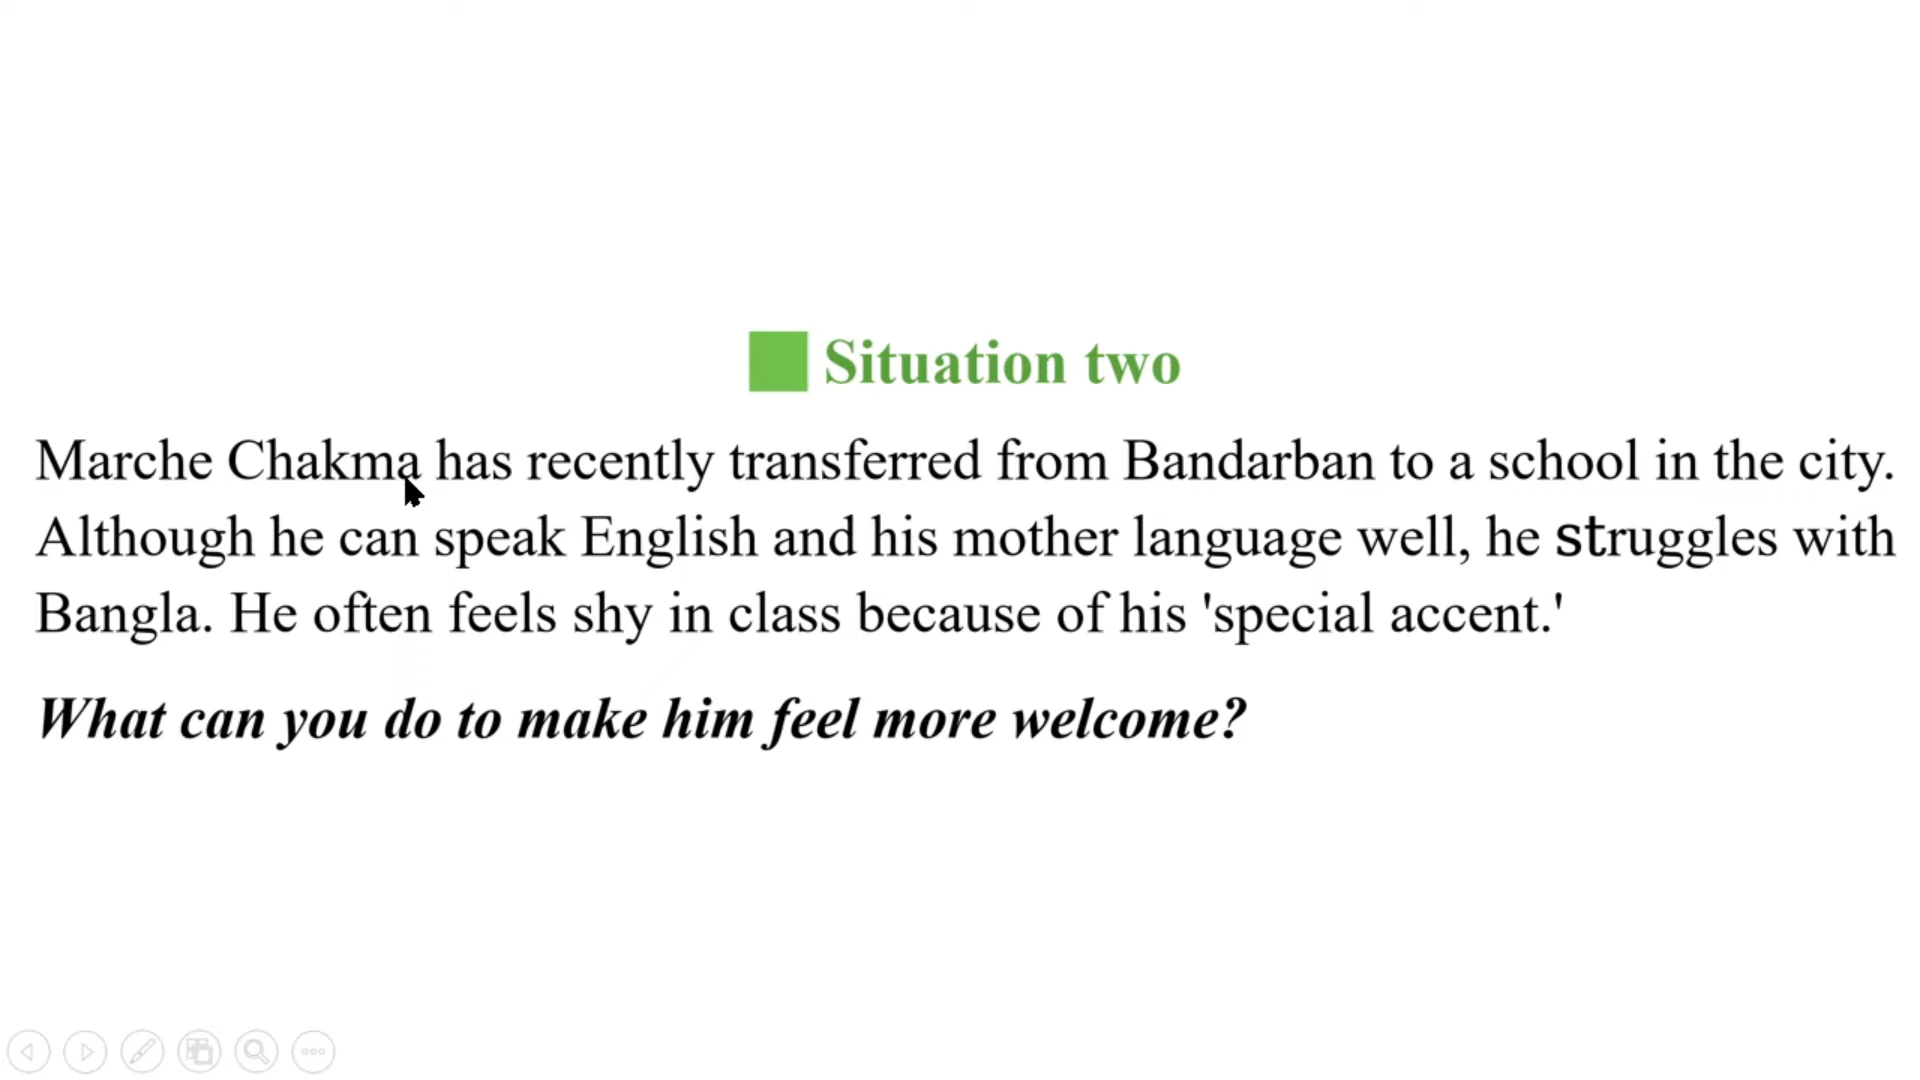 Situation two
Marche Chakma has recently transferred from Bandarban to a school in the city.
Although he can speak English and his mother language well, he struggles with
Bangla. He often feels shy in class because of his 'special accent.'
What can you do to make him feel more welcome?